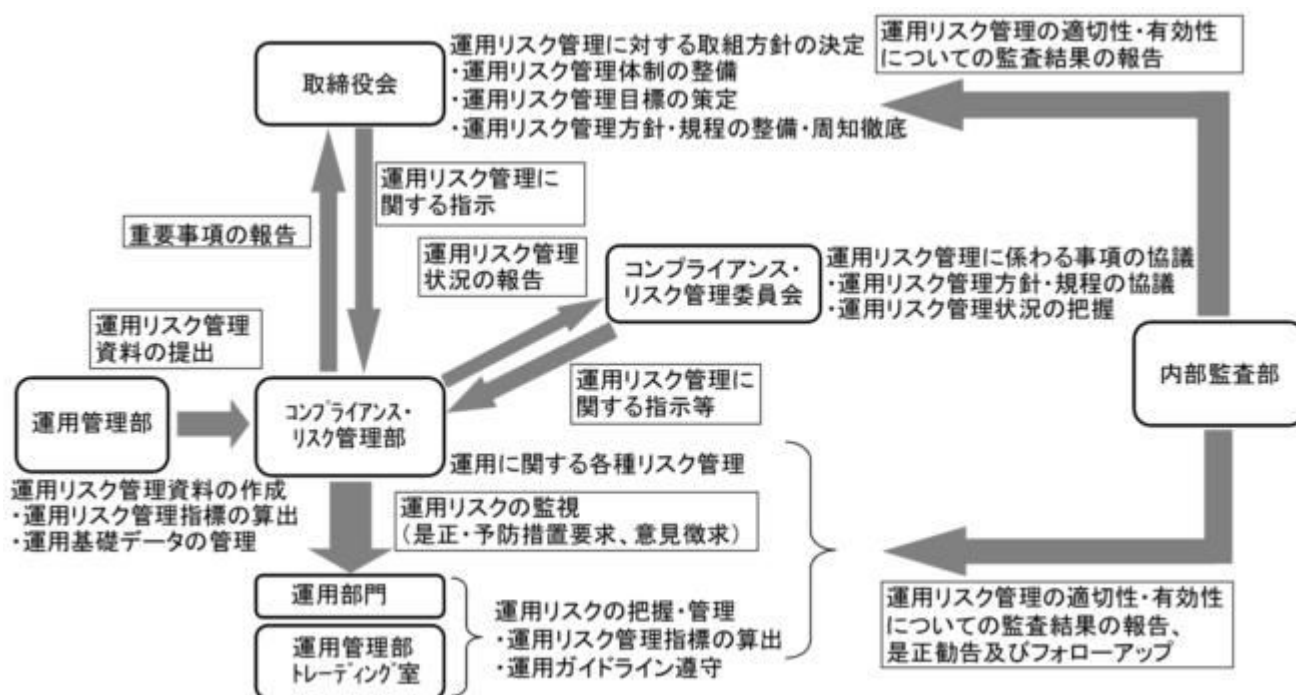 取締役会
運用リスク管理に対する取組方針の決定
・運用リスク管理体制の整備
・運用リスク管理目標の策定
・運用リスク管理方針・規程の整備・周知徹底
運用リスク管理の適切性・有効性
についての監査結果の報告
重要事項の報告
運用リスク管理に
関する指示
運用リスク管理
状況の報告
コンプライアンス・
リスク管理委員会
運用リスク管理に係わる事項の協議
・運用リスク管理方針・規程の協議
・運用リスク管理状況の把握
運用リスク管理
資料の提出
運用リスク管理に
関する指示等
内部監査部
運用管理部
コンプライアンス・
リスク管理部
運用に関する各種リスク管理
運用リスク管理資料の作成
・運用リスク管理指標の算出
・運用基礎データの管理
運用リスクの監視
(是正・予防措置要求、意見徴求)
運用部門
運用管理部
トレーディング室
運用リスクの把握・管理
・運用リスク管理指標の算出
・運用ガイドライン遵守
運用リスク管理の適切性・有効性
についての監査結果の報告、
是正勧告及びフォローアップ